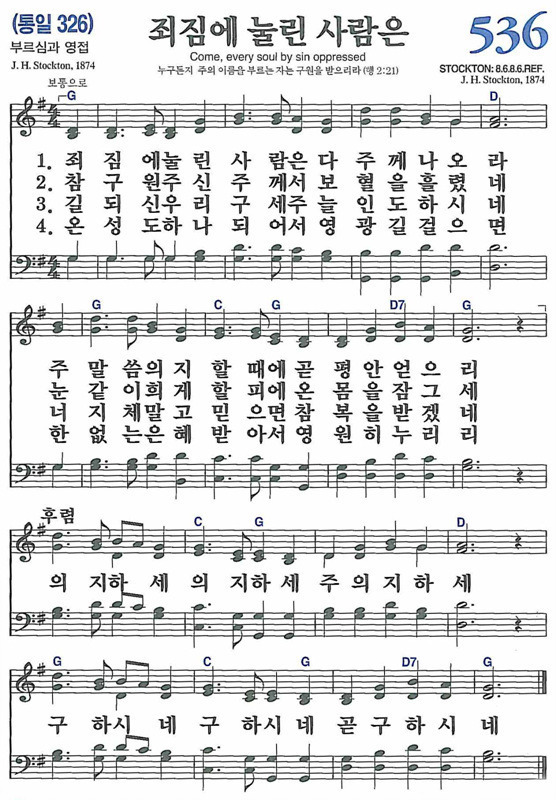 (통일 326)
부르심과 영접
J. H. Stockton, 1874
죄짐에 눌린 사람은
Come, every soul by sin oppressed
누구든지 주의 이름을 부르는 자는 구원을 받으리라 (행 2:21)
536
STOCKTON: 8.6.8.6.REF.
J. H. Stockton, 1874
보통으로
G D
1. 죄 짐 에눌 린 사 람은 다 주 께 나 오 라
2. 참 구 원주 신 주 께서 보 혈 을 흘 렸 네
3. 길 되 신우 리 구 세주 늘 인 도 하 시 네
4. 온 성 도하 나 되 어서 영 광 길 걸 으 면
G C G D7 G
주 말 씀의 지 할 때에 곧 평 안 얻 으 리
눈 같 이희 게 할 피에 온 몸 을 잠 그 세
너 지 체말 고 믿 으면 참 복 을 받 겠 네
한 없 는은 혜 받 아서 영 원 히 누 리 리
후렴
G C G D
의 지하 세 의 지하 세 주 의 지 하 세
G C G D7 G
구 하시 네 구 하시 네 곧 구 하 시 네